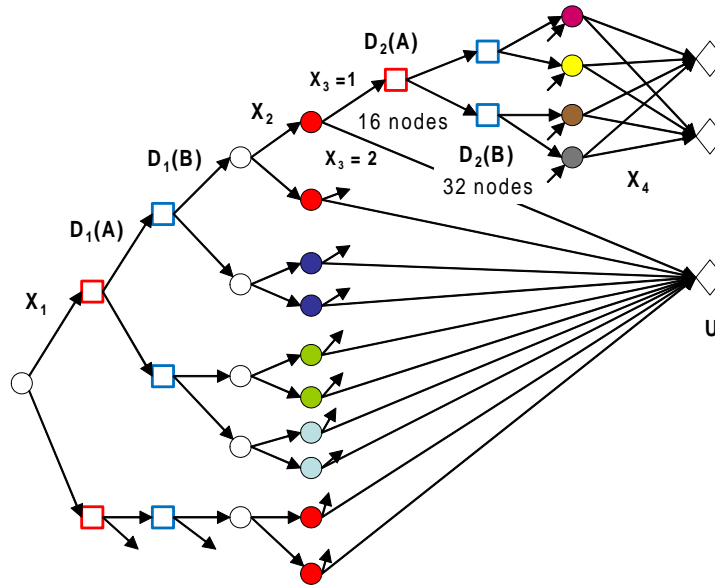 D2(A)
X3 =1
X2
16 nodes
D1(B)
X3 = 2
D2(B)
32 nodes
X4
D1(A)
X1
U